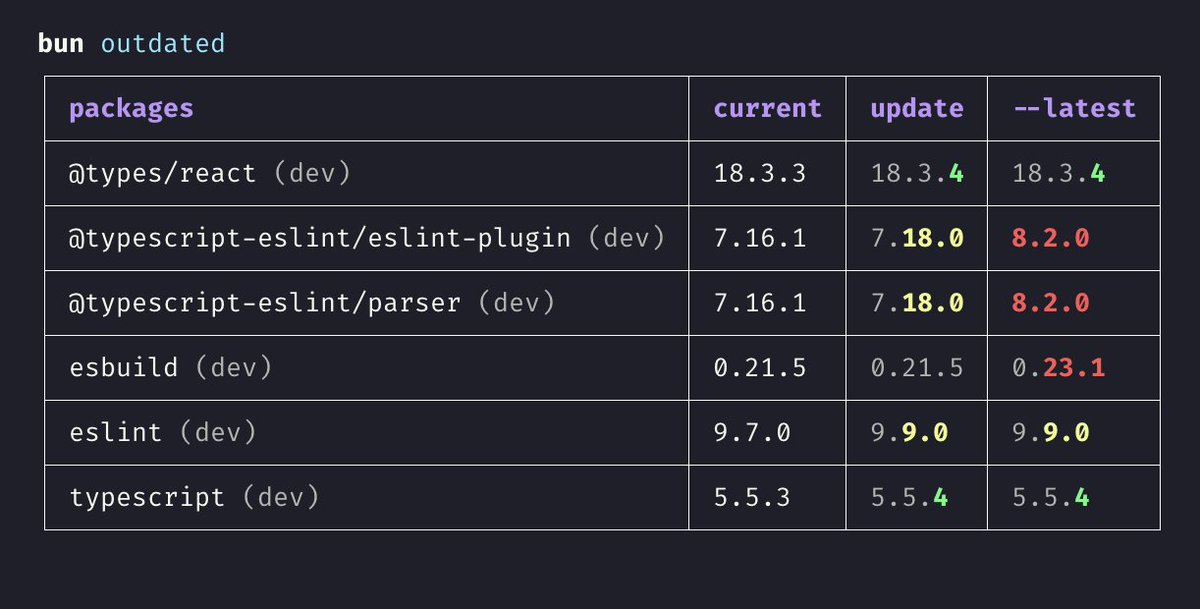 bun outdated
packages current update --latest
@types/react (dev) 18.3.3 18.3.4 18.3.4
@typescript-eslint/eslint-plugin (dev) 7.16.1 7.18.0 8.2.0
@typescript-eslint/parser (dev) 7.16.1 7.18.0 8.2.0
esbuild (dev) 0.21.5 0.21.5 0.23.1
eslint (dev) 9.7.0 9.9.0 9.9.0
typescript (dev) 5.5.3 5.5.4 5.5.4